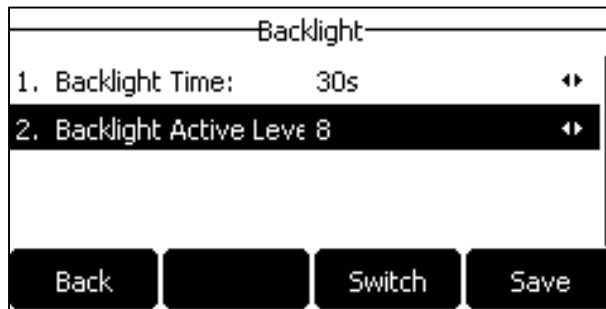 Backlight
1. Backlight Time: 30s
2. Backlight Active Leve 8
Back Switch Save